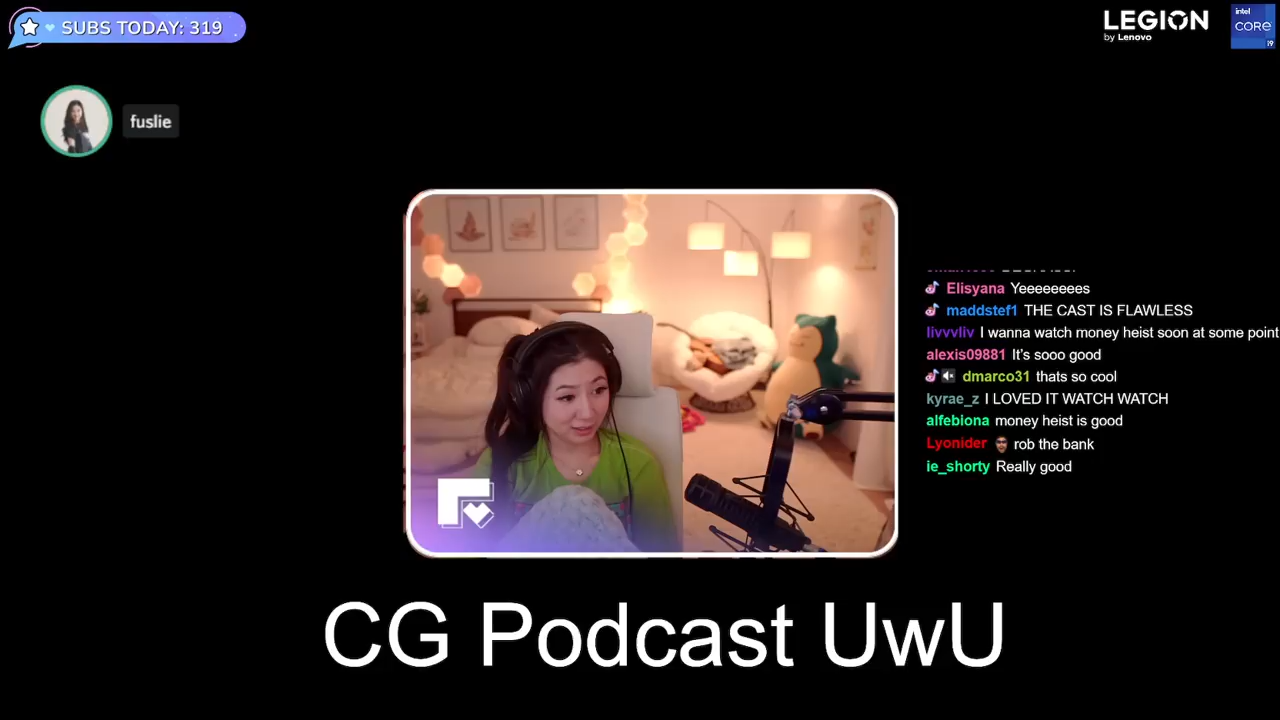 SUBS TODAY: 319
LEGION
by Lenovo
intel
CORE
i9
fuslie
Elisyana Yeeeeeeees
maddstef1 THE CAST IS FLAWLESS
livvvliv I wanna watch money heist soon at some point
alexis09881 It's sooo good
dmarco31 thats so cool
kyrae_z I LOVED IT WATCH WATCH
alfebiona money heist is good
Lyonider rob the bank
ie_shorty Really good
CG Podcast UwU